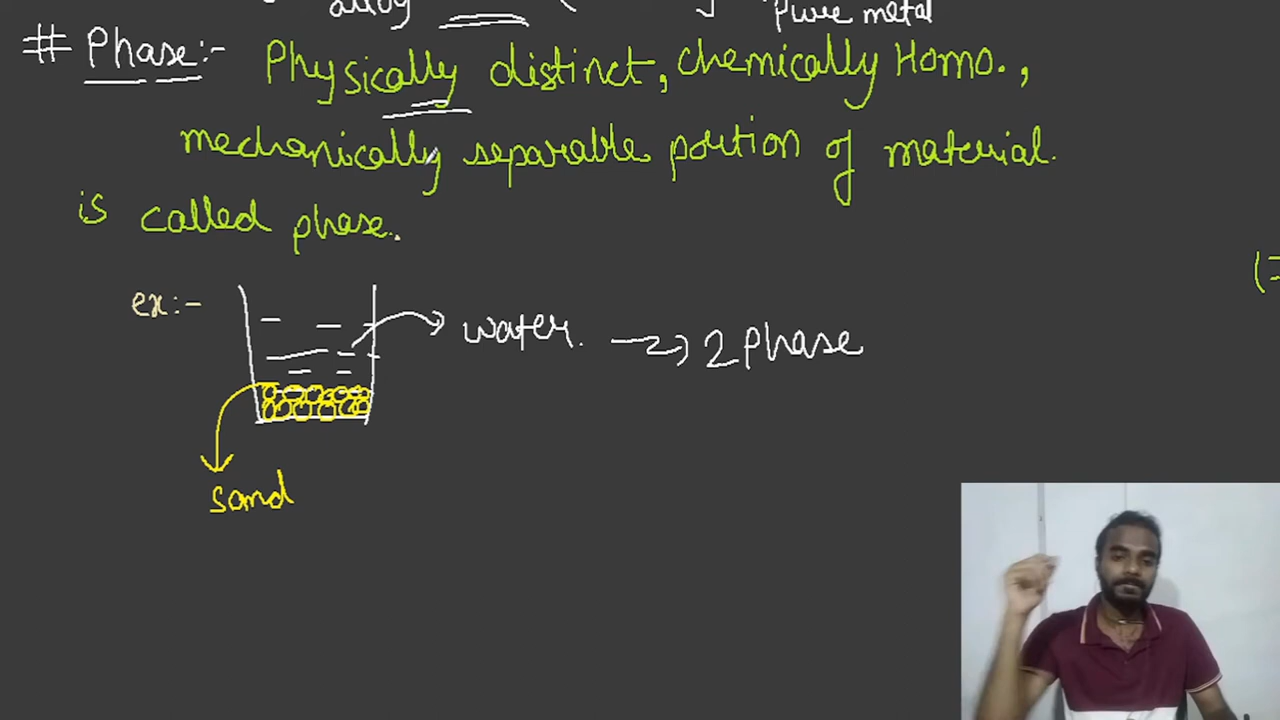 alloy
pure metal
# Phase:- Physically distinct, chemically Homo.,
mechanically separable portion of material.
is called phase.
ex:-
water. → 2 Phase
sand